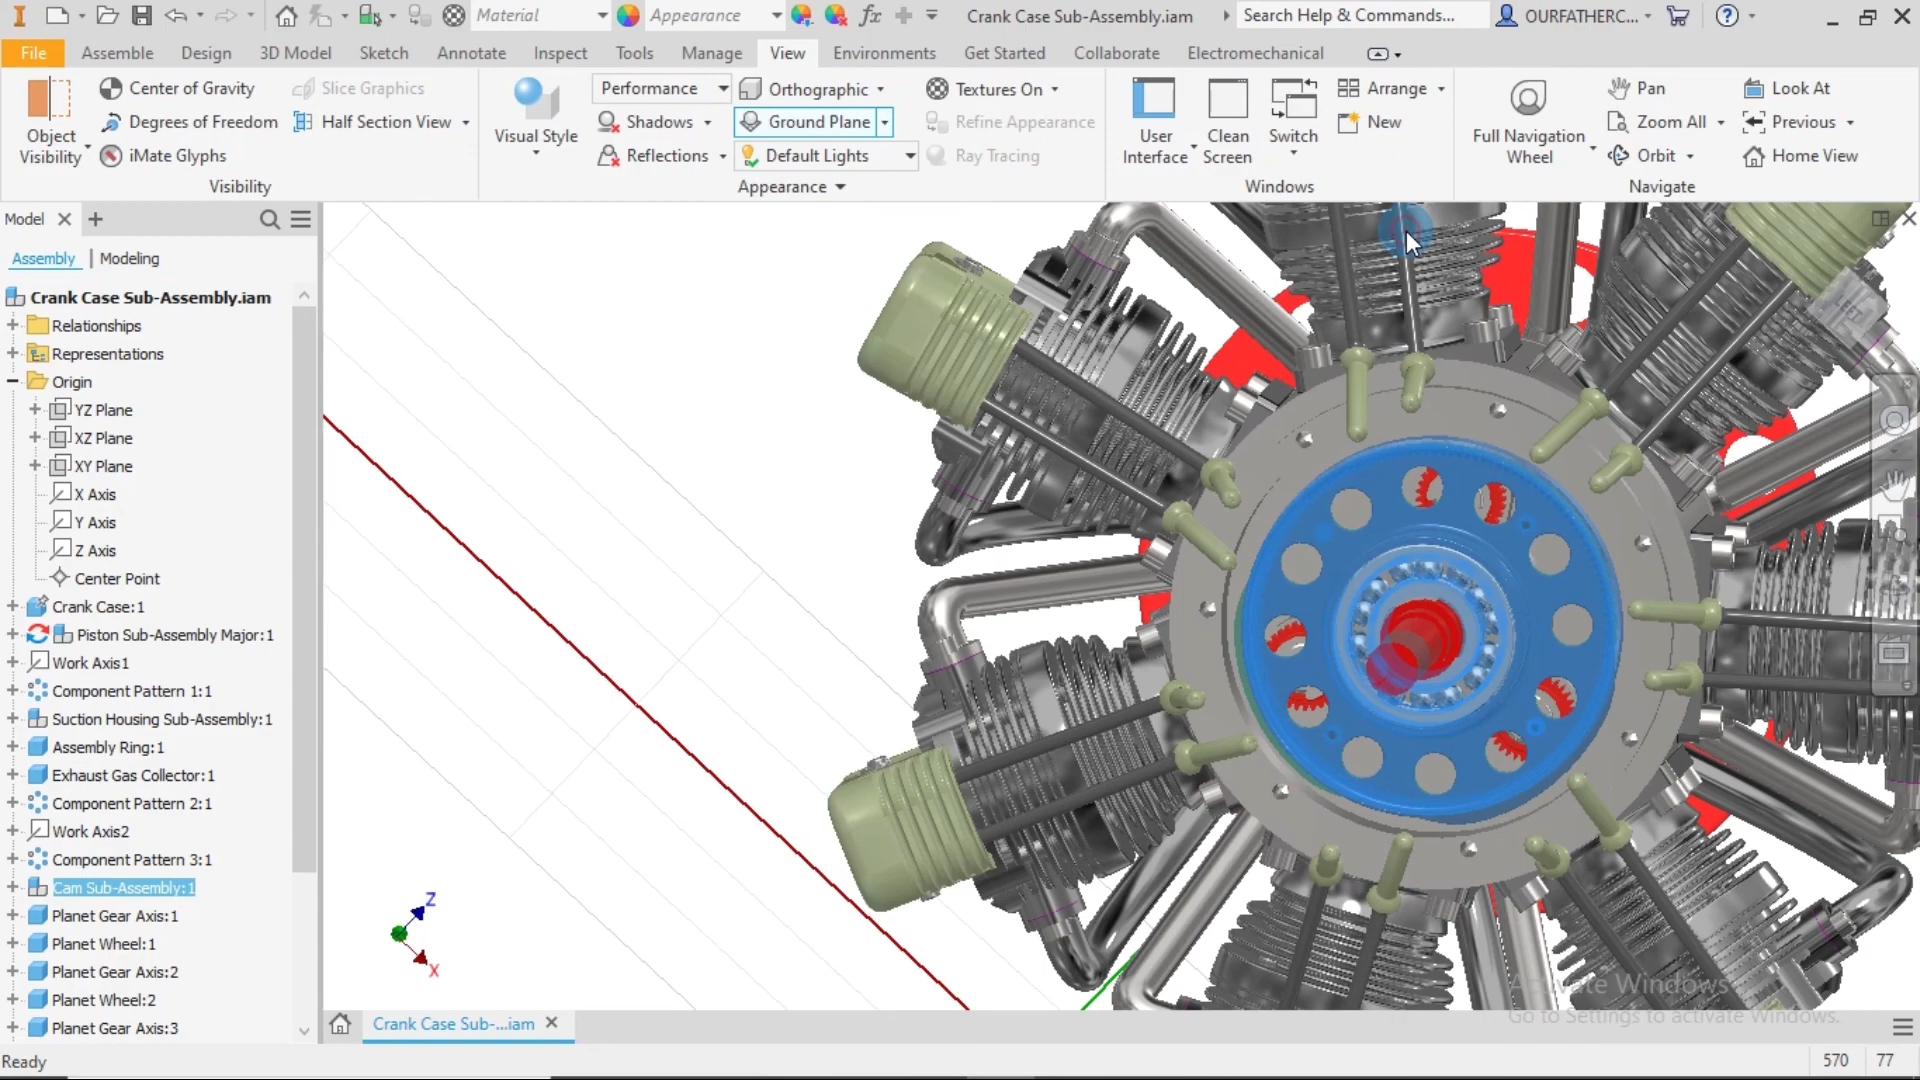 Material
Appearance
fx
Crank Case Sub-Assembly.iam
Search Help & Commands...
OURFATHERC...
File
Assemble
Design
3D Model
Sketch
Annotate
Inspect
Tools
Manage
View
Environments
Get Started
Collaborate
Electromechanical
Object
Visibility
Center of Gravity
Degrees of Freedom
iMate Glyphs
Slice Graphics
Half Section View
Visibility
Visual Style
Performance
Shadows
Reflections
Orthographic
Ground Plane
Default Lights
Textures On
Refine Appearance
Ray Tracing
Appearance
User
Interface
Clean
Screen
Switch
Arrange
New
Windows
Full Navigation
Wheel
Pan
Zoom All
Orbit
Look At
Previous
Home View
Navigate
Model
Assembly
Modeling
Crank Case Sub-Assembly.iam
Relationships
Representations
Origin
YZ Plane
XZ Plane
XY Plane
X Axis
Y Axis
Z Axis
Center Point
Crank Case:1
Piston Sub-Assembly Major:1
Work Axis1
Component Pattern 1:1
Suction Housing Sub-Assembly:1
Assembly Ring:1
Exhaust Gas Collector:1
Component Pattern 2:1
Work Axis2
Component Pattern 3:1
Cam Sub-Assembly:1
Planet Gear Axis:1
Planet Wheel:1
Planet Gear Axis:2
Planet Wheel:2
Planet Gear Axis:3
Z
X
Activate Windows
Go to Settings to activate Windows.
Crank Case Sub-...iam
Ready
570
77